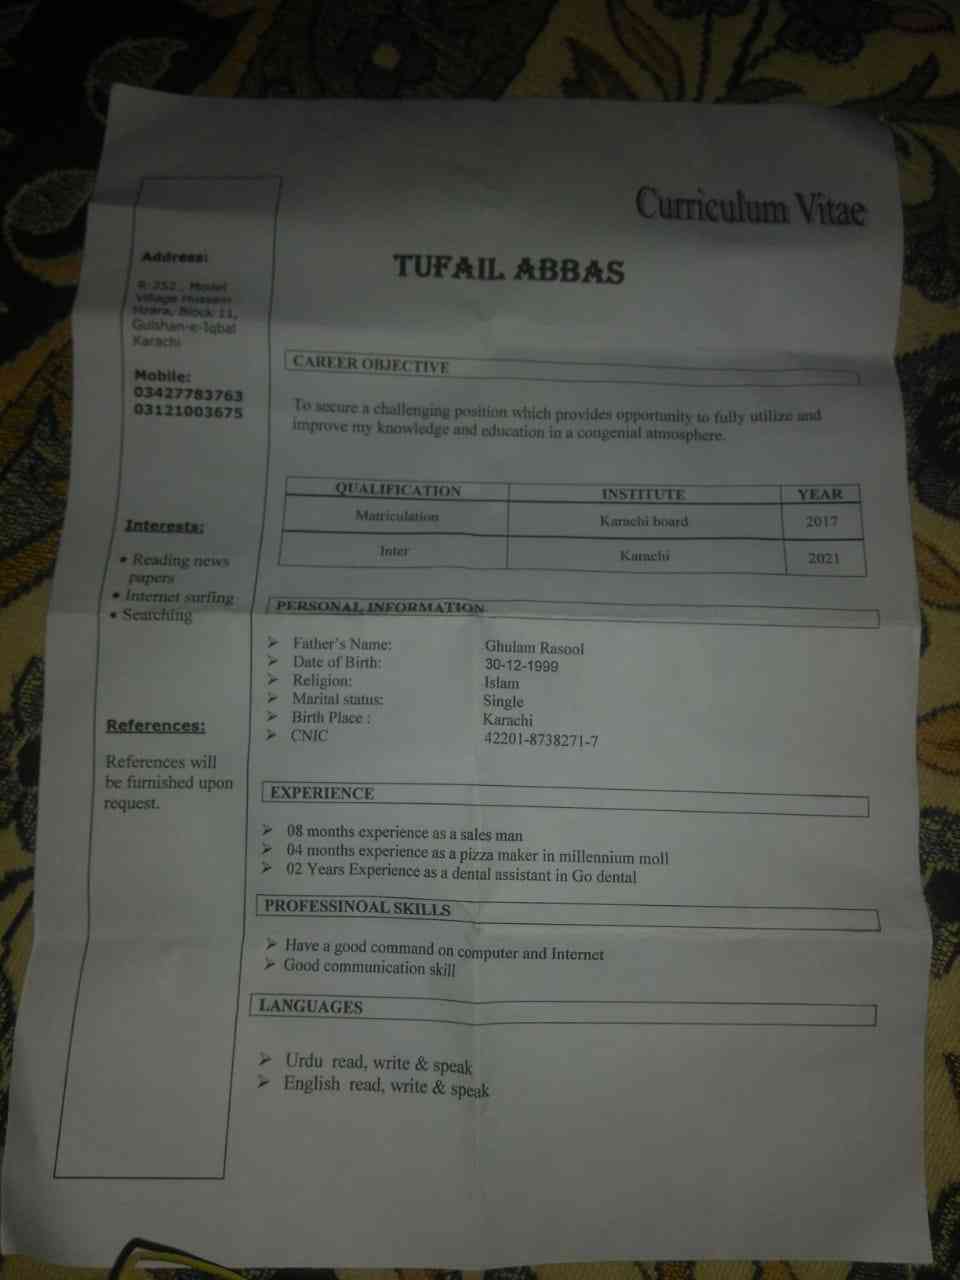 Curriculum Vitae
TUFAIL ABBAS
Address:
R-252, Model
Village Hussain
Hzara, Block 11,
Gulshan-e-Iqbal
Karachi
Mobile:
03427783763
03121003675
Interests:
• Reading news
papers
• Internet surfing
• Searching
References:
References will
be furnished upon
request.
CAREER OBJECTIVE
To secure a challenging position which provides opportunity to fully utilize and
improve my knowledge and education in a congenial atmosphere.
QUALIFICATION INSTITUTE YEAR
Matriculation Karachi board 2017
Inter Karachi 2021
PERSONAL INFORMATION
➢ Father's Name: Ghulam Rasool
➢ Date of Birth: 30-12-1999
➢ Religion: Islam
➢ Marital status: Single
➢ Birth Place : Karachi
➢ CNIC 42201-8738271-7
EXPERIENCE
➢ 08 months experience as a sales man
➢ 04 months experience as a pizza maker in millennium moll
➢ 02 Years Experience as a dental assistant in Go dental
PROFESSINOAL SKILLS
➢ Have a good command on computer and Internet
➢ Good communication skill
LANGUAGES
➢ Urdu read, write & speak
➢ English read, write & speak